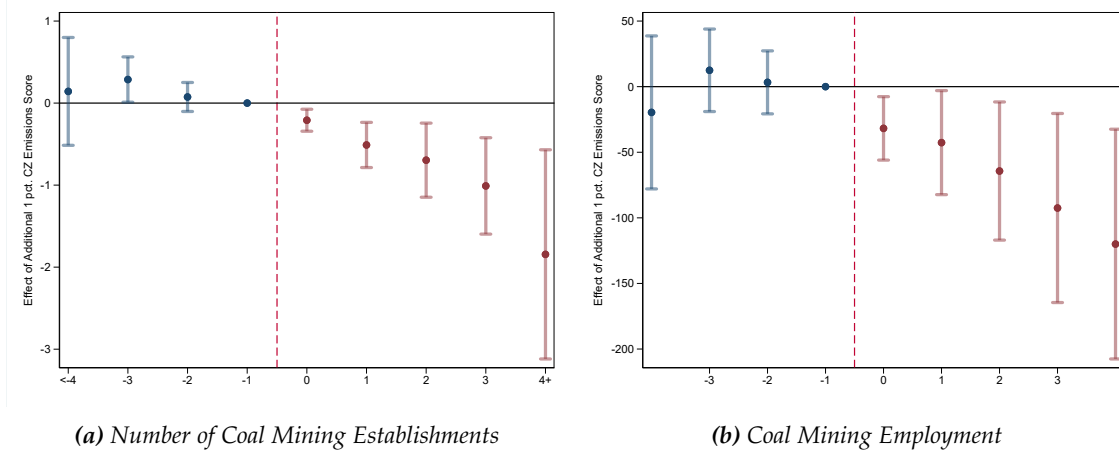 1
0
-1
-2
-3
Effect of Additional 1 pct. CZ Emissions Score
<-4 -3 -2 -1 0 1 2 3 4+
(a) Number of Coal Mining Establishments
50
0
-50
-100
-150
-200
Effect of Additional 1 pct. CZ Emissions Score
-3 -2 -1 0 1 2 3
(b) Coal Mining Employment